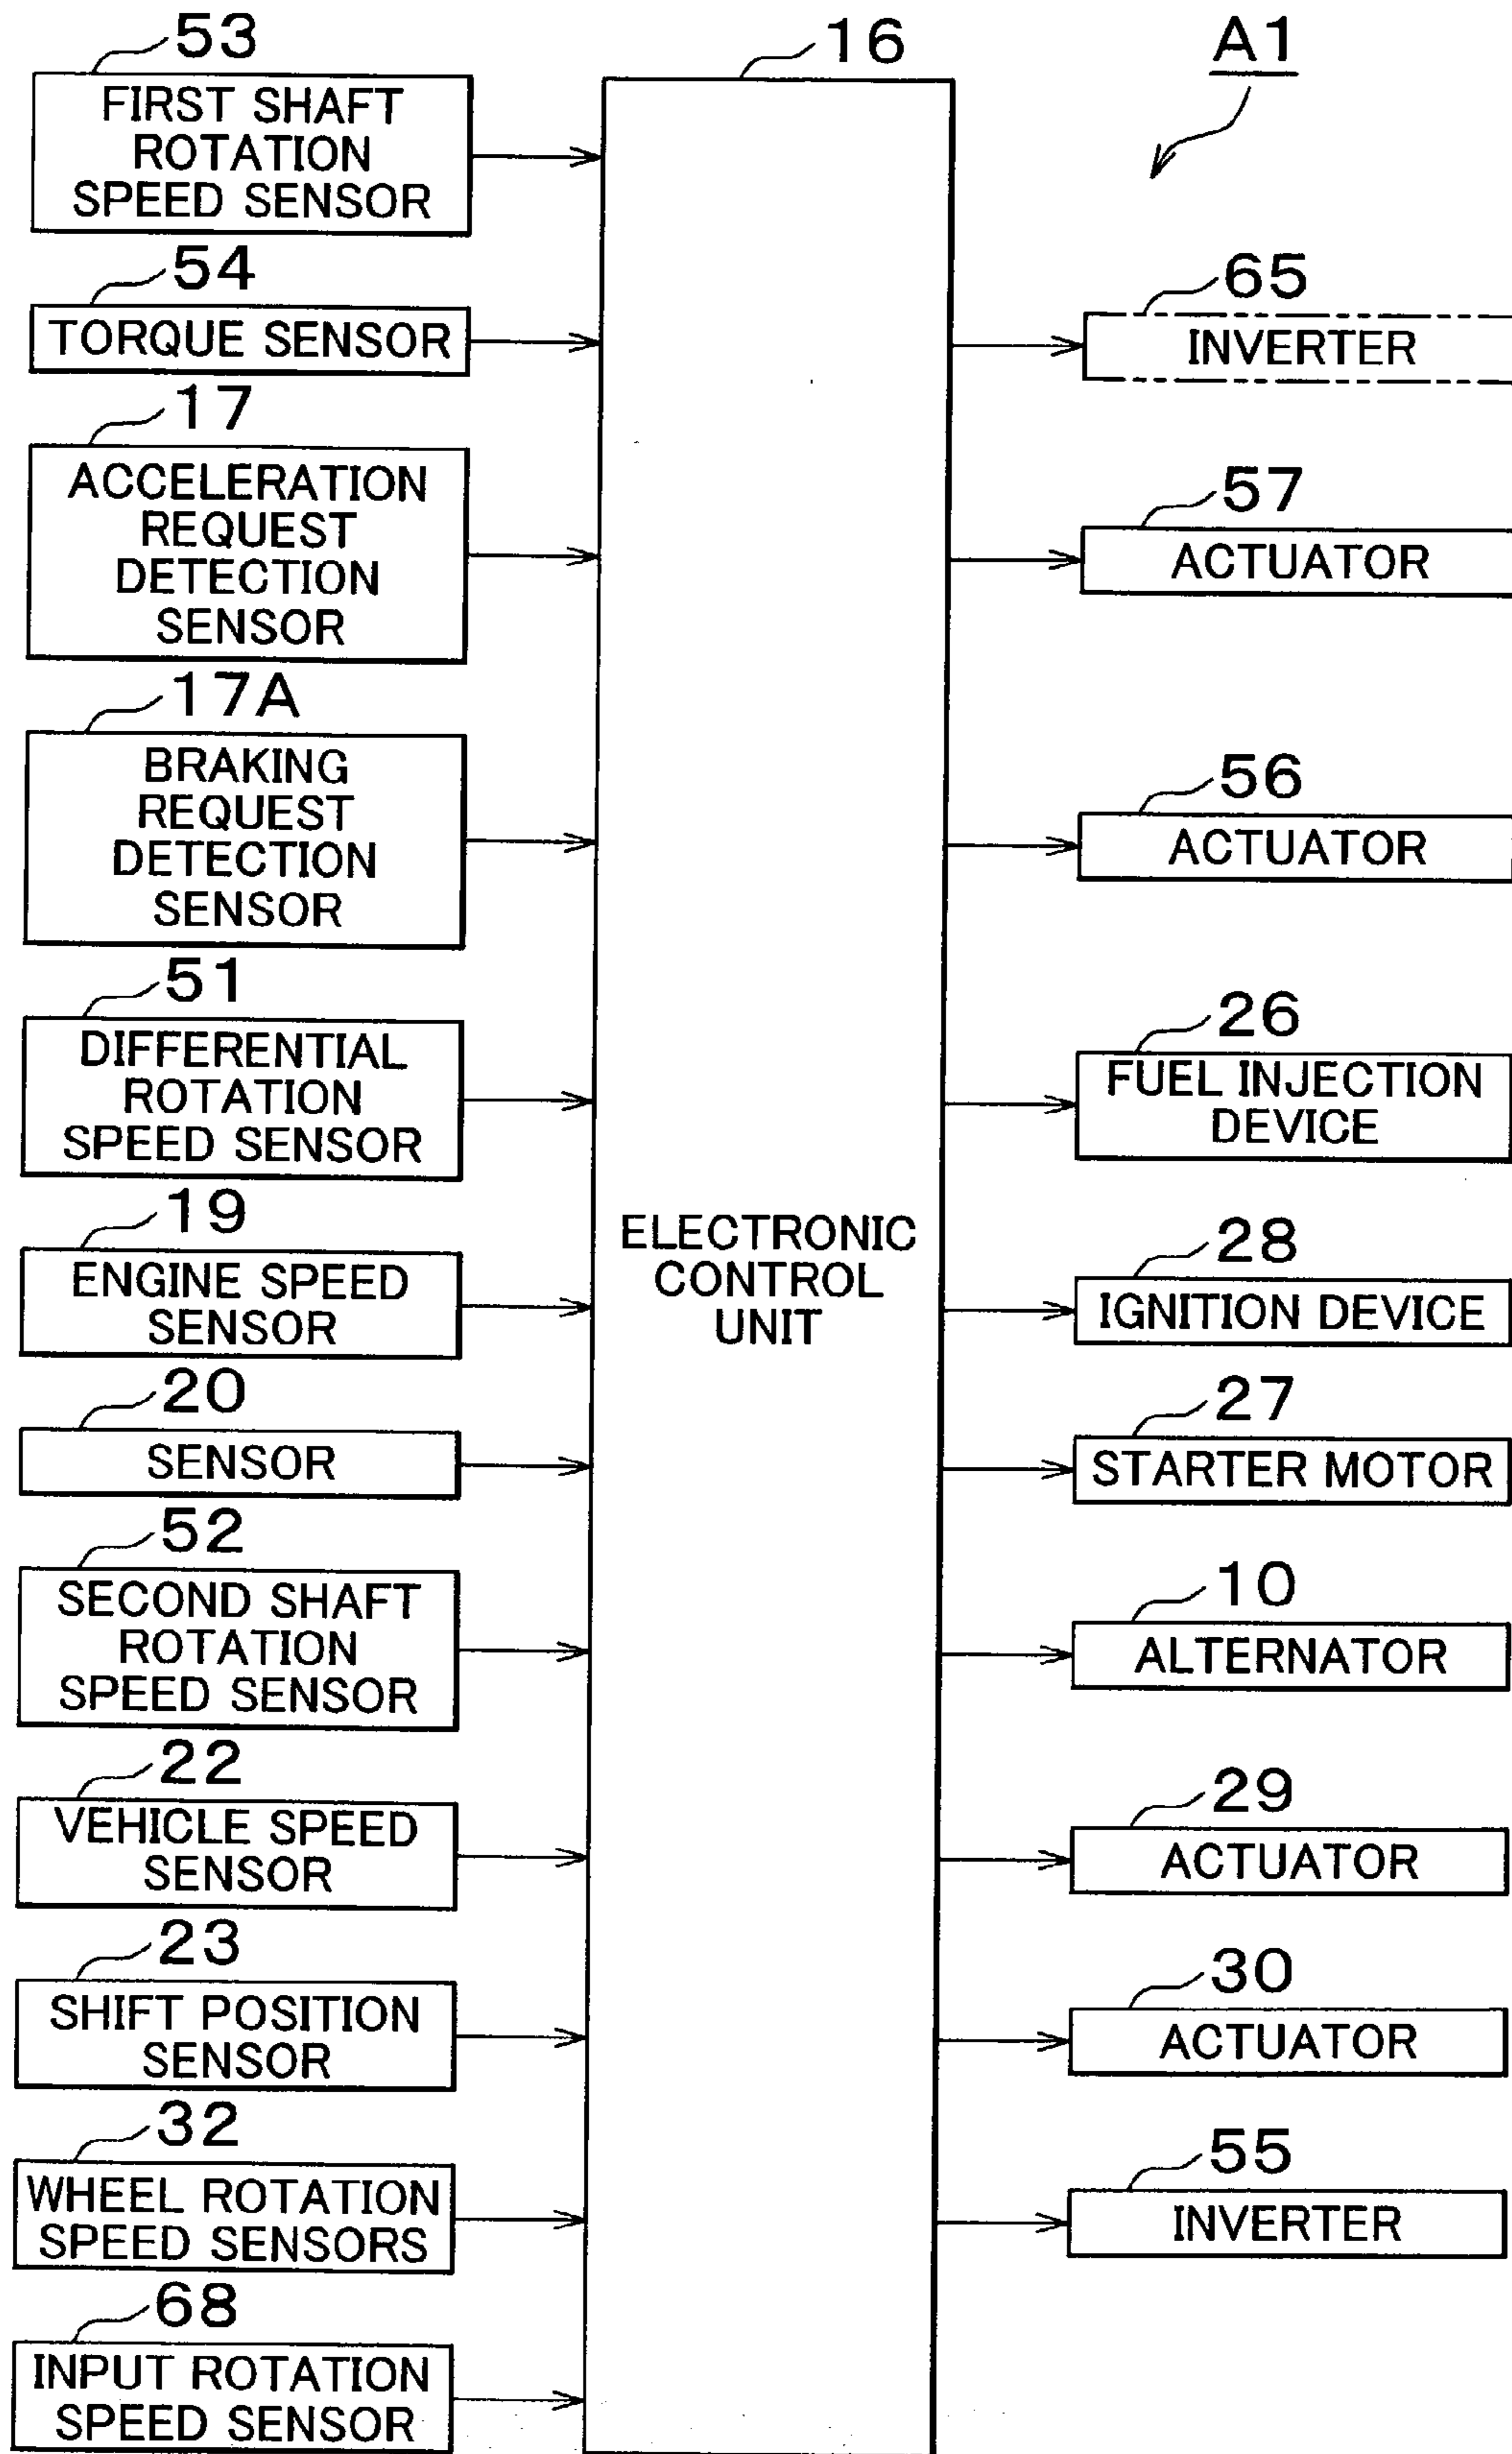 53
FIRST SHAFT
ROTATION
SPEED SENSOR
54
TORQUE SENSOR
17
ACCELERATION
REQUEST
DETECTION
SENSOR
17A
BRAKING
REQUEST
DETECTION
SENSOR
51
DIFFERENTIAL
ROTATION
SPEED SENSOR
19
ENGINE SPEED
SENSOR
20
SENSOR
52
SECOND SHAFT
ROTATION
SPEED SENSOR
22
VEHICLE SPEED
SENSOR
23
SHIFT POSITION
SENSOR
32
WHEEL ROTATION
SPEED SENSORS
68
INPUT ROTATION
SPEED SENSOR
16
ELECTRONIC
CONTROL
UNIT
A1
65
INVERTER
57
ACTUATOR
56
ACTUATOR
26
FUEL INJECTION
DEVICE
28
IGNITION DEVICE
27
STARTER MOTOR
10
ALTERNATOR
29
ACTUATOR
30
ACTUATOR
55
INVERTER